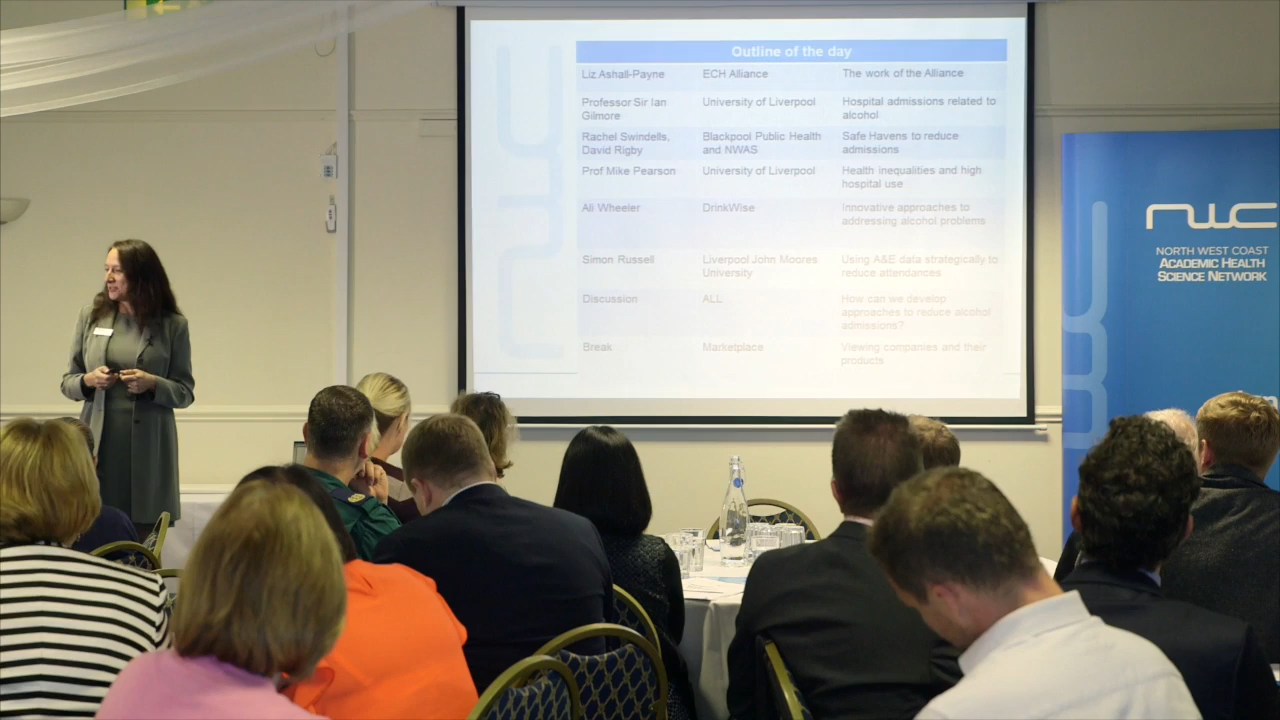 Outline of the day
Liz Ashall-Payne ECH Alliance The work of the Alliance
Professor Sir Ian University of Liverpool Hospital admissions related to
Gilmore alcohol
Rachel Swindells, Blackpool Public Health Safe Havens to reduce
David Rigby and NWAS admissions
Prof Mike Pearson University of Liverpool Health inequalities and high
hospital use
Ali Wheeler DrinkWise Innovative approaches to
addressing alcohol problems
Simon Russell Liverpool John Moores Using A&E data strategically to
University reduce attendances
Discussion ALL How can we develop
approaches to reduce alcohol
admissions?
Break Marketplace Viewing companies and their
products
nwc
NORTH WEST COAST
ACADEMIC HEALTH
SCIENCE NETWORK